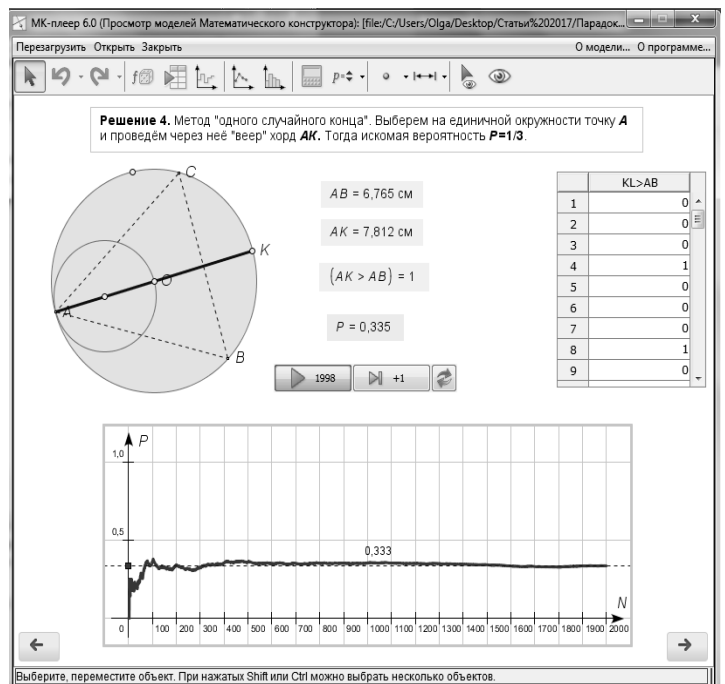 МК-плеер 6.0 (Просмотр моделей Математического конструктора): [file:/C:/Users/Olga/Desktop/Статьи%202017/Парадок...
Перезагрузить Открыть Закрыть О модели... О программе...
Решение 4. Метод "одного случайного конца". Выберем на единичной окружности точку A
и проведём через неё "веер" хорд AK. Тогда искомая вероятность P=1/3.
C
K
O
A
B
AB = 6,765 см
AK = 7,812 см
(AK > AB) = 1
P = 0,335
1998 +1
KL>AB
1 0
2 0
3 0
4 1
5 0
6 0
7 0
8 1
9 0
P
1,0
0,5
0,333
N
0 100 200 300 400 500 600 700 800 900 1000 1100 1200 1300 1400 1500 1600 1700 1800 1900 2000
Выберите, переместите объект. При нажатых Shift или Ctrl можно выбрать несколько объектов.